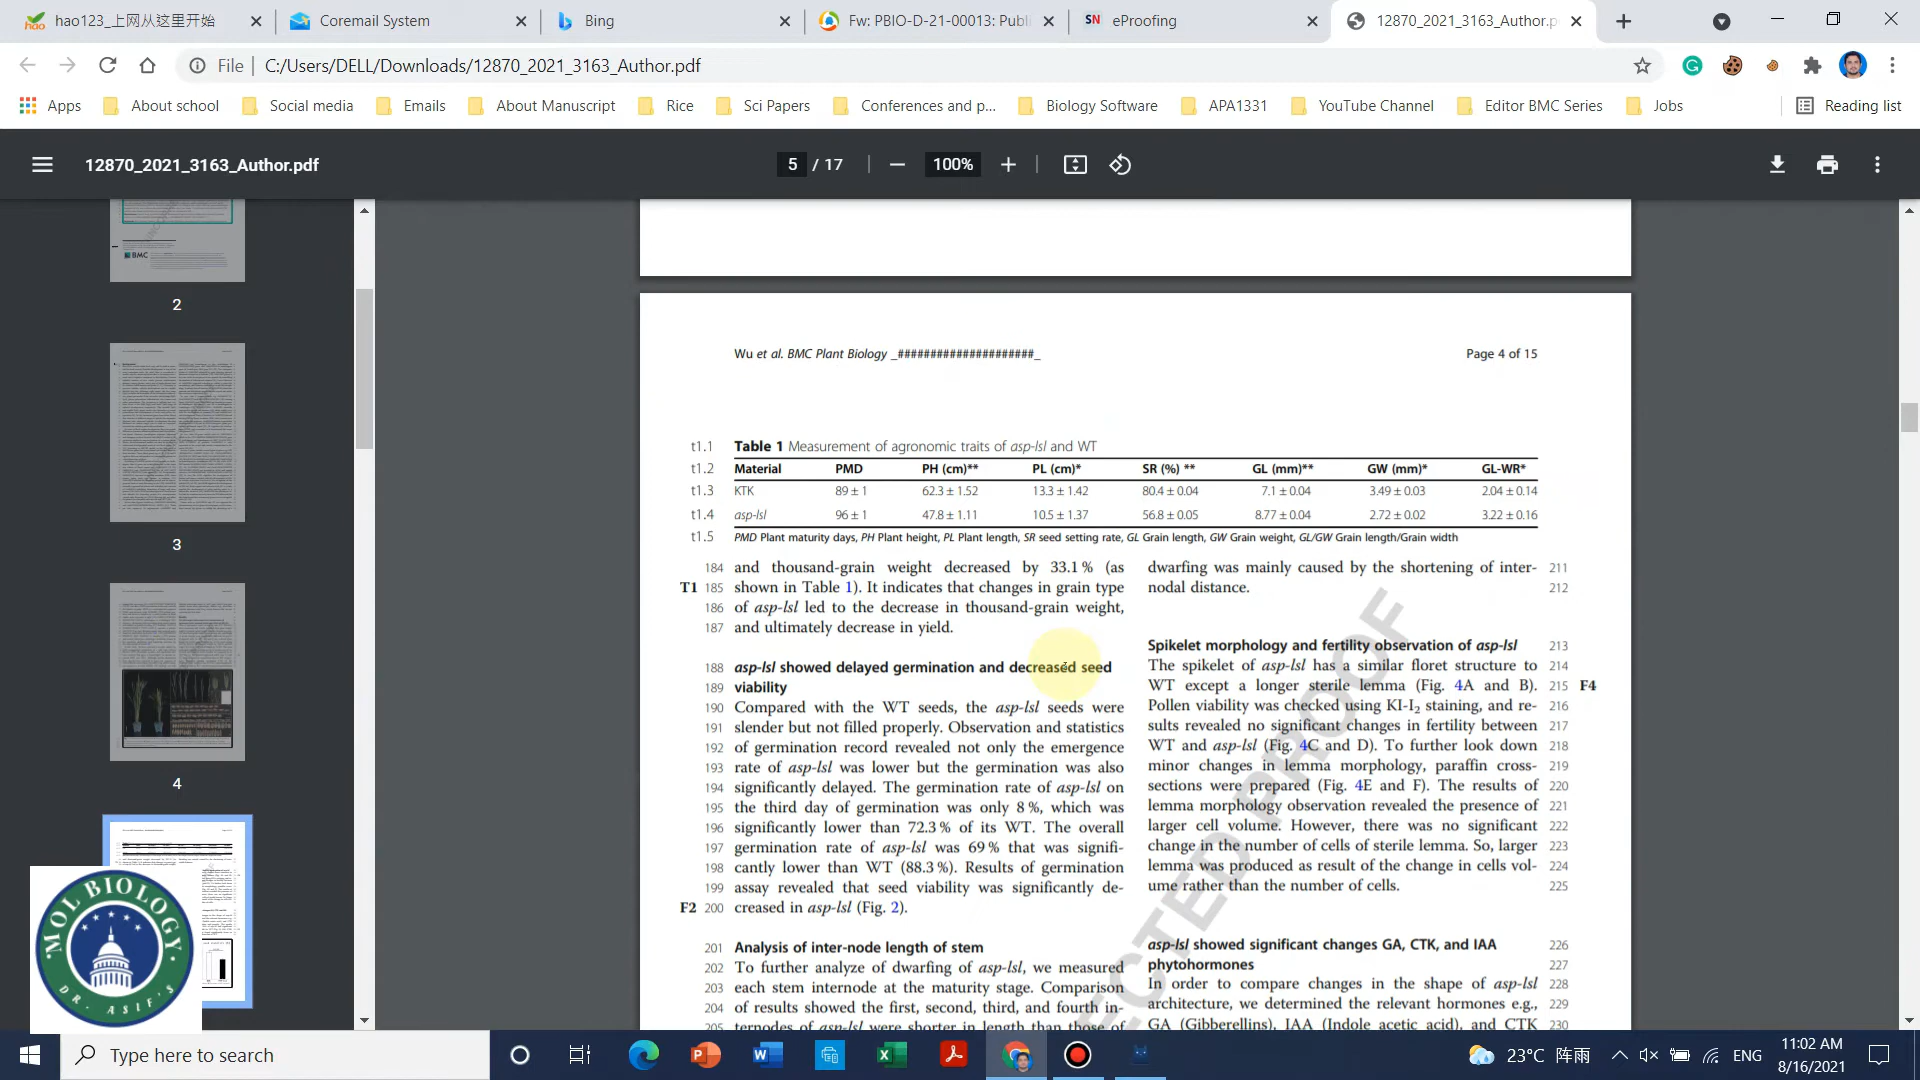 hao123_上网从这里开始
Coremail System
Bing
Fw: PBIO-D-21-00013: Publi
SN eProofing
12870_2021_3163_Author.p
File
C:/Users/DELL/Downloads/12870_2021_3163_Author.pdf
Apps
About school
Social media
Emails
About Manuscript
Rice
Sci Papers
Conferences and p...
Biology Software
APA1331
YouTube Channel
Editor BMC Series
Jobs
Reading list
12870_2021_3163_Author.pdf
5 / 17
100%
BMC
2
3
4
Wu et al. BMC Plant Biology _#####################_
Page 4 of 15
t1.1 Table 1 Measurement of agronomic traits of asp-lsl and WT
t1.2 Material PMD PH (cm)** PL (cm)* SR (%) ** GL (mm)** GW (mm)* GL-WR*
t1.3 KTK 89 ± 1 62.3 ± 1.52 13.3 ± 1.42 80.4 ± 0.04 7.1 ± 0.04 3.49 ± 0.03 2.04 ± 0.14
t1.4 asp-lsl 96 ± 1 47.8 ± 1.11 10.5 ± 1.37 56.8 ± 0.05 8.77 ± 0.04 2.72 ± 0.02 3.22 ± 0.16
t1.5 PMD Plant maturity days, PH Plant height, PL Plant length, SR seed setting rate, GL Grain length, GW Grain weight, GL/GW Grain length/Grain width
184 and thousand-grain weight decreased by 33.1 % (as
T1 185 shown in Table 1). It indicates that changes in grain type
186 of asp-lsl led to the decrease in thousand-grain weight,
187 and ultimately decrease in yield.
188 asp-lsl showed delayed germination and decreased seed
189 viability
190 Compared with the WT seeds, the asp-lsl seeds were
191 slender but not filled properly. Observation and statistics
192 of germination record revealed not only the emergence
193 rate of asp-lsl was lower but the germination was also
194 significantly delayed. The germination rate of asp-lsl on
195 the third day of germination was only 8 %, which was
196 significantly lower than 72.3 % of its WT. The overall
197 germination rate of asp-lsl was 69 % that was signifi-
198 cantly lower than WT (88.3 %). Results of germination
199 assay revealed that seed viability was significantly de-
F2 200 creased in asp-lsl (Fig. 2).
201 Analysis of inter-node length of stem
202 To further analyze of dwarfing of asp-lsl, we measured
203 each stem internode at the maturity stage. Comparison
204 of results showed the first, second, third, and fourth in-
205 ternodes of asp-lsl were shorter in length than those of
dwarfing was mainly caused by the shortening of inter- 211
nodal distance. 212
Spikelet morphology and fertility observation of asp-lsl 213
The spikelet of asp-lsl has a similar floret structure to 214
WT except a longer sterile lemma (Fig. 4A and B). 215 F4
Pollen viability was checked using KI-I2 staining, and re- 216
sults revealed no significant changes in fertility between 217
WT and asp-lsl (Fig. 4C and D). To further look down 218
minor changes in lemma morphology, paraffin cross- 219
sections were prepared (Fig. 4E and F). The results of 220
lemma morphology observation revealed the presence of 221
larger cell volume. However, there was no significant 222
change in the number of cells of sterile lemma. So, larger 223
lemma was produced as result of the change in cells vol- 224
ume rather than the number of cells. 225
asp-lsl showed significant changes GA, CTK, and IAA 226
phytohormones 227
In order to compare changes in the shape of asp-lsl 228
architecture, we determined the relevant hormones e.g., 229
GA (Gibberellins), IAA (Indole acetic acid), and CTK 230
ECTED PROOF
MOL BIOLOGY
DR. ASIF'S
Type here to search
23°C 阵雨
ENG
11:02 AM
8/16/2021